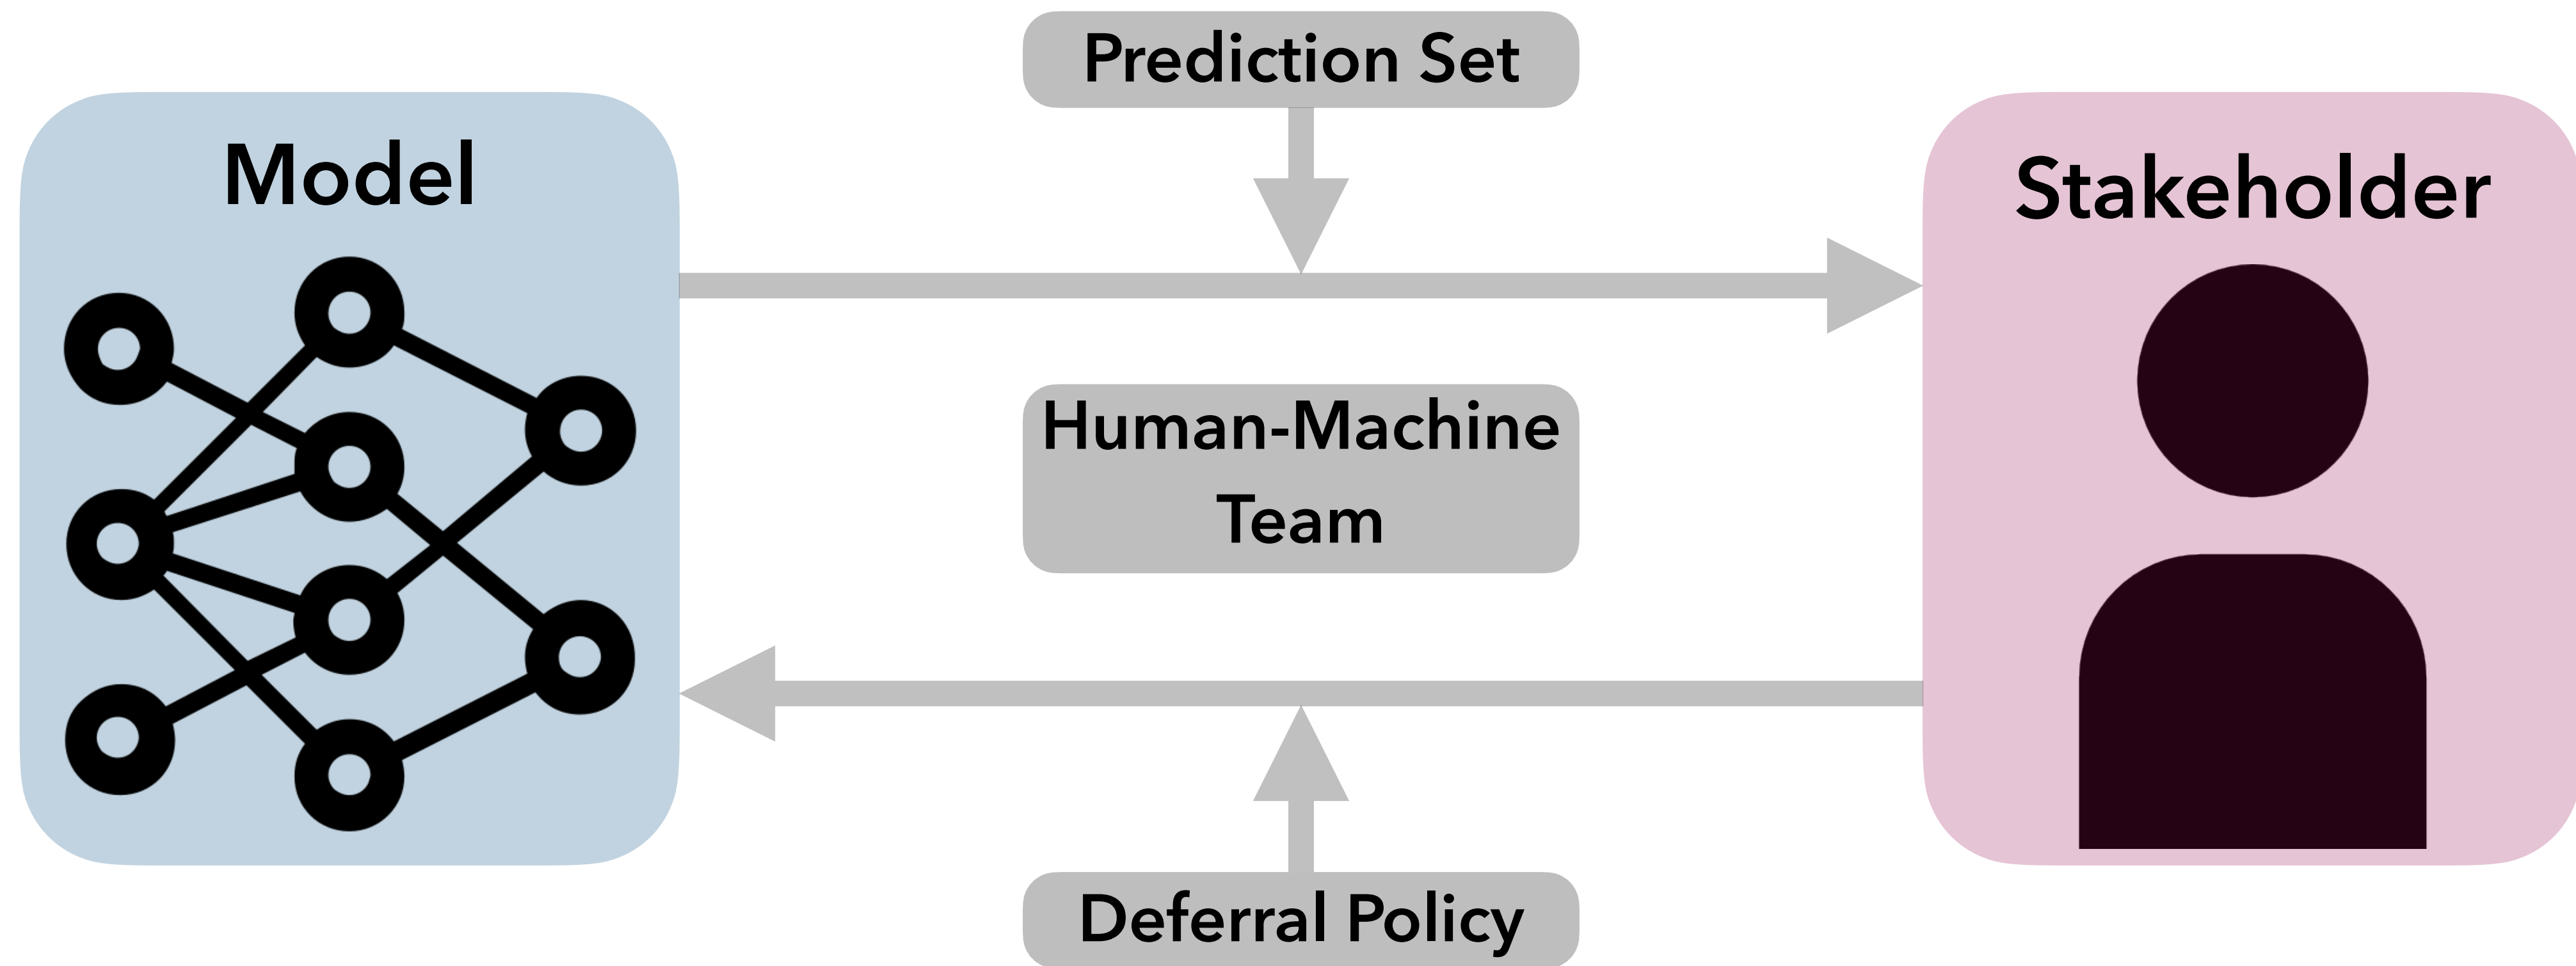 Prediction Set
Model
Stakeholder
Human-Machine
Team
Deferral Policy